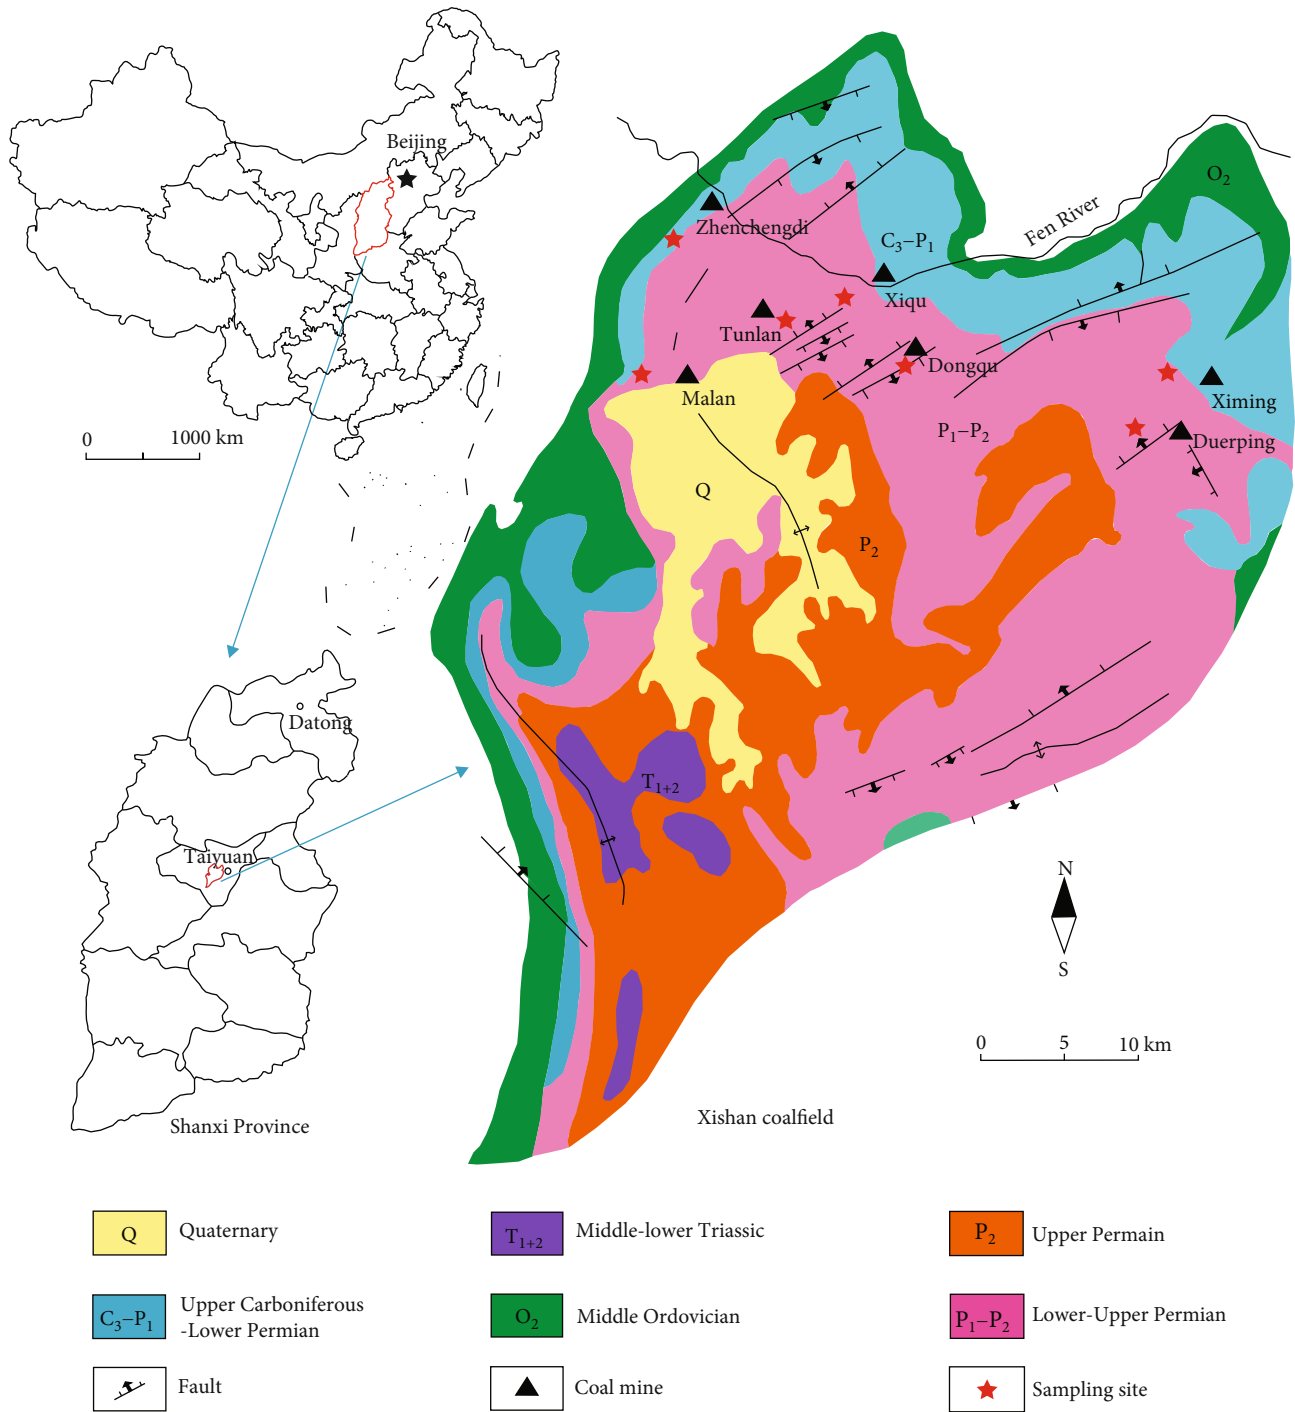 Beijing
0 1000 km
Datong
Taiyuan
Shanxi Province
O2
Fen River
Zhenchengdi
C3–P1
Xiqu
Tunlan
Dongqu
Malan
Ximing
P1–P2
Duerping
Q
P2
T1+2
N
S
0 5 10 km
Xishan coalfield
Q Quaternary
T1+2 Middle-lower Triassic
P2 Upper Permain
C3–P1 Upper Carboniferous
-Lower Permian
O2 Middle Ordovician
P1–P2 Lower-Upper Permian
Fault
Coal mine
Sampling site